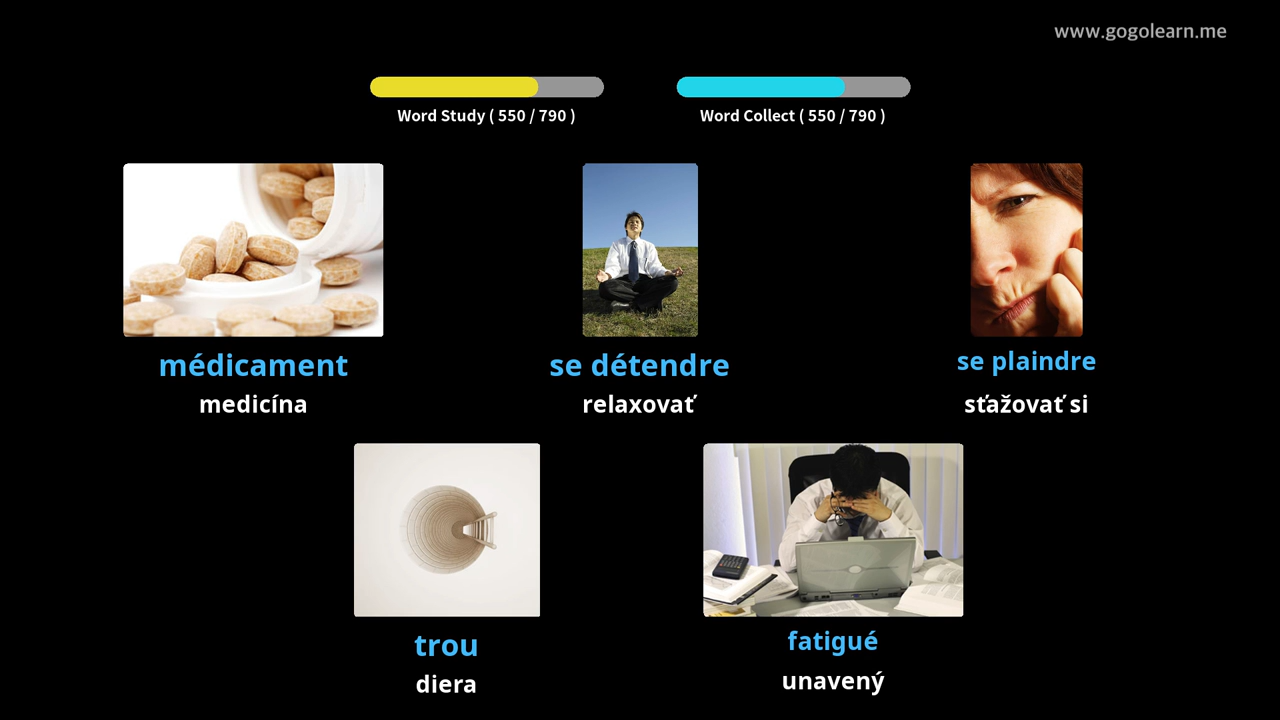 www.gogolearn.me
Word Study ( 550 / 790 )
Word Collect ( 550 / 790 )
médicament
medicína
se détendre
relaxovať
se plaindre
sťažovať si
trou
diera
fatigué
unavený